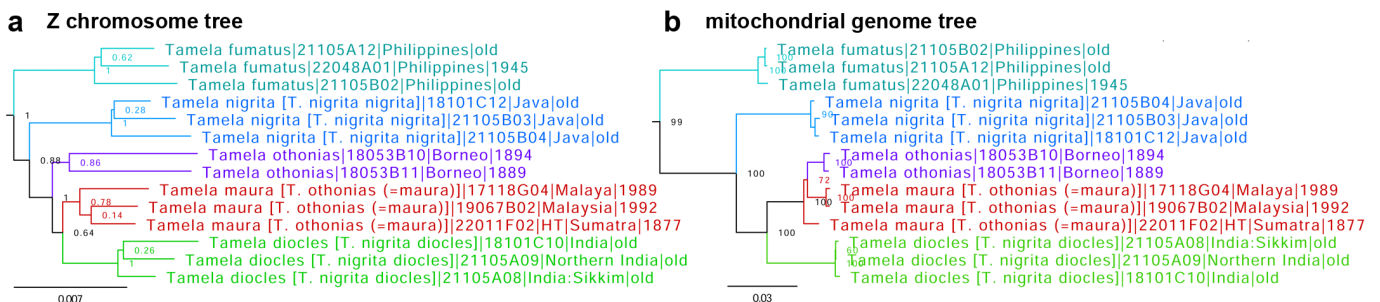 a Z chromosome tree
Tamela fumatus|21105A12|Philippines|old
0.62
Tamela fumatus|22048A01|Philippines|1945
1
Tamela fumatus|21105B02|Philippines|old
Tamela nigrita [T. nigrita nigrita]|18101C12|Java|old
0.28
1
Tamela nigrita [T. nigrita nigrita]|21105B03|Java|old
1
Tamela nigrita [T. nigrita nigrita]|21105B04|Java|old
Tamela othonias|18053B10|Borneo|1894
0.88
0.86
Tamela othonias|18053B11|Borneo|1889
Tamela maura [T. othonias (=maura)]|17118G04|Malaya|1989
1
0.78
Tamela maura [T. othonias (=maura)]|19067B02|Malaysia|1992
0.14
Tamela maura [T. othonias (=maura)]|22011F02|HT|Sumatra|1877
0.64
Tamela diocles [T. nigrita diocles]|18101C10|India|old
0.26
Tamela diocles [T. nigrita diocles]|21105A09|Northern India|old
1
Tamela diocles [T. nigrita diocles]|21105A08|India:Sikkim|old
0.007
b mitochondrial genome tree
Tamela fumatus|21105B02|Philippines|old
100
Tamela fumatus|21105A12|Philippines|old
100
Tamela fumatus|22048A01|Philippines|1945
Tamela nigrita [T. nigrita nigrita]|21105B04|Java|old
99
90
Tamela nigrita [T. nigrita nigrita]|21105B03|Java|old
Tamela nigrita [T. nigrita nigrita]|18101C12|Java|old
Tamela othonias|18053B10|Borneo|1894
100
Tamela othonias|18053B11|Borneo|1889
100
72
Tamela maura [T. othonias (=maura)]|17118G04|Malaya|1989
100
Tamela maura [T. othonias (=maura)]|19067B02|Malaysia|1992
100
Tamela maura [T. othonias (=maura)]|22011F02|HT|Sumatra|1877
100
Tamela diocles [T. nigrita diocles]|21105A08|India:Sikkim|old
Tamela diocles [T. nigrita diocles]|21105A09|Northern India|old
100
Tamela diocles [T. nigrita diocles]|18101C10|India|old
0.03